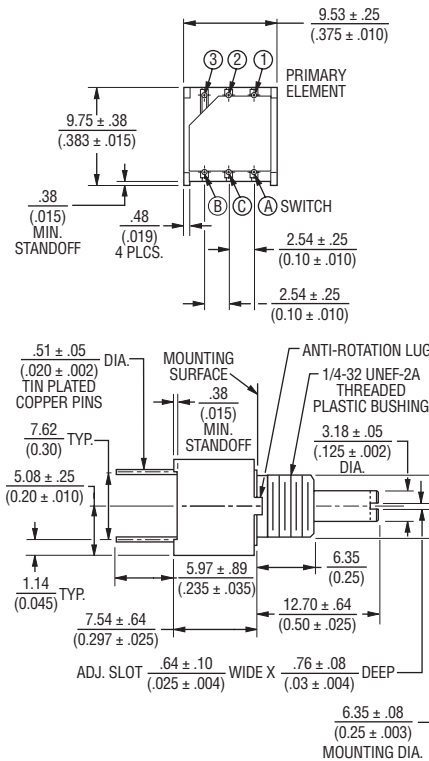 9.53 ± .25
(.375 ± .010)
3
2
1
PRIMARY
ELEMENT
9.75 ± .38
(.383 ± .015)
.38
(.015)
MIN.
STANDOFF
.48
(.019)
4 PLCS.
B
C
A
SWITCH
2.54 ± .25
(0.10 ± .010)
2.54 ± .25
(0.10 ± .010)
.51 ± .05
(.020 ± .002)
DIA.
TIN PLATED
COPPER PINS
MOUNTING
SURFACE
ANTI-ROTATION LUG
1/4-32 UNEF-2A
THREADED
PLASTIC BUSHING
.38
(.015)
MIN.
STANDOFF
7.62
(0.30)
TYP.
3.18 ± .05
(.125 ± .002)
DIA.
5.08 ± .25
(0.20 ± .010)
1.14
(0.045)
TYP.
5.97 ± .89
(.235 ± .035)
6.35
(0.25)
7.54 ± .64
(0.297 ± .025)
12.70 ± .64
(0.50 ± .025)
ADJ. SLOT .64 ± .10 WIDE X .76 ± .08 DEEP
(.025 ± .004) (.03 ± .004)
6.35 ± .08
(0.25 ± .003)
MOUNTING DIA.